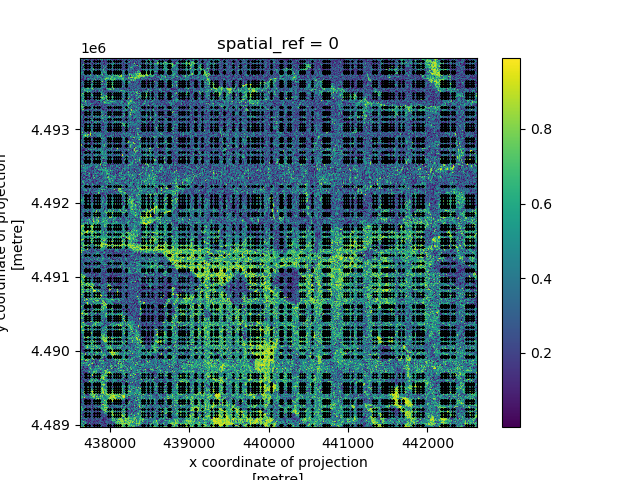 spatial_ref = 0
1e6
4.493
4.492
4.491
4.490
4.489
y coordinate of projection
[metre]
438000 439000 440000 441000 442000
x coordinate of projection
[metre]
0.8
0.6
0.4
0.2